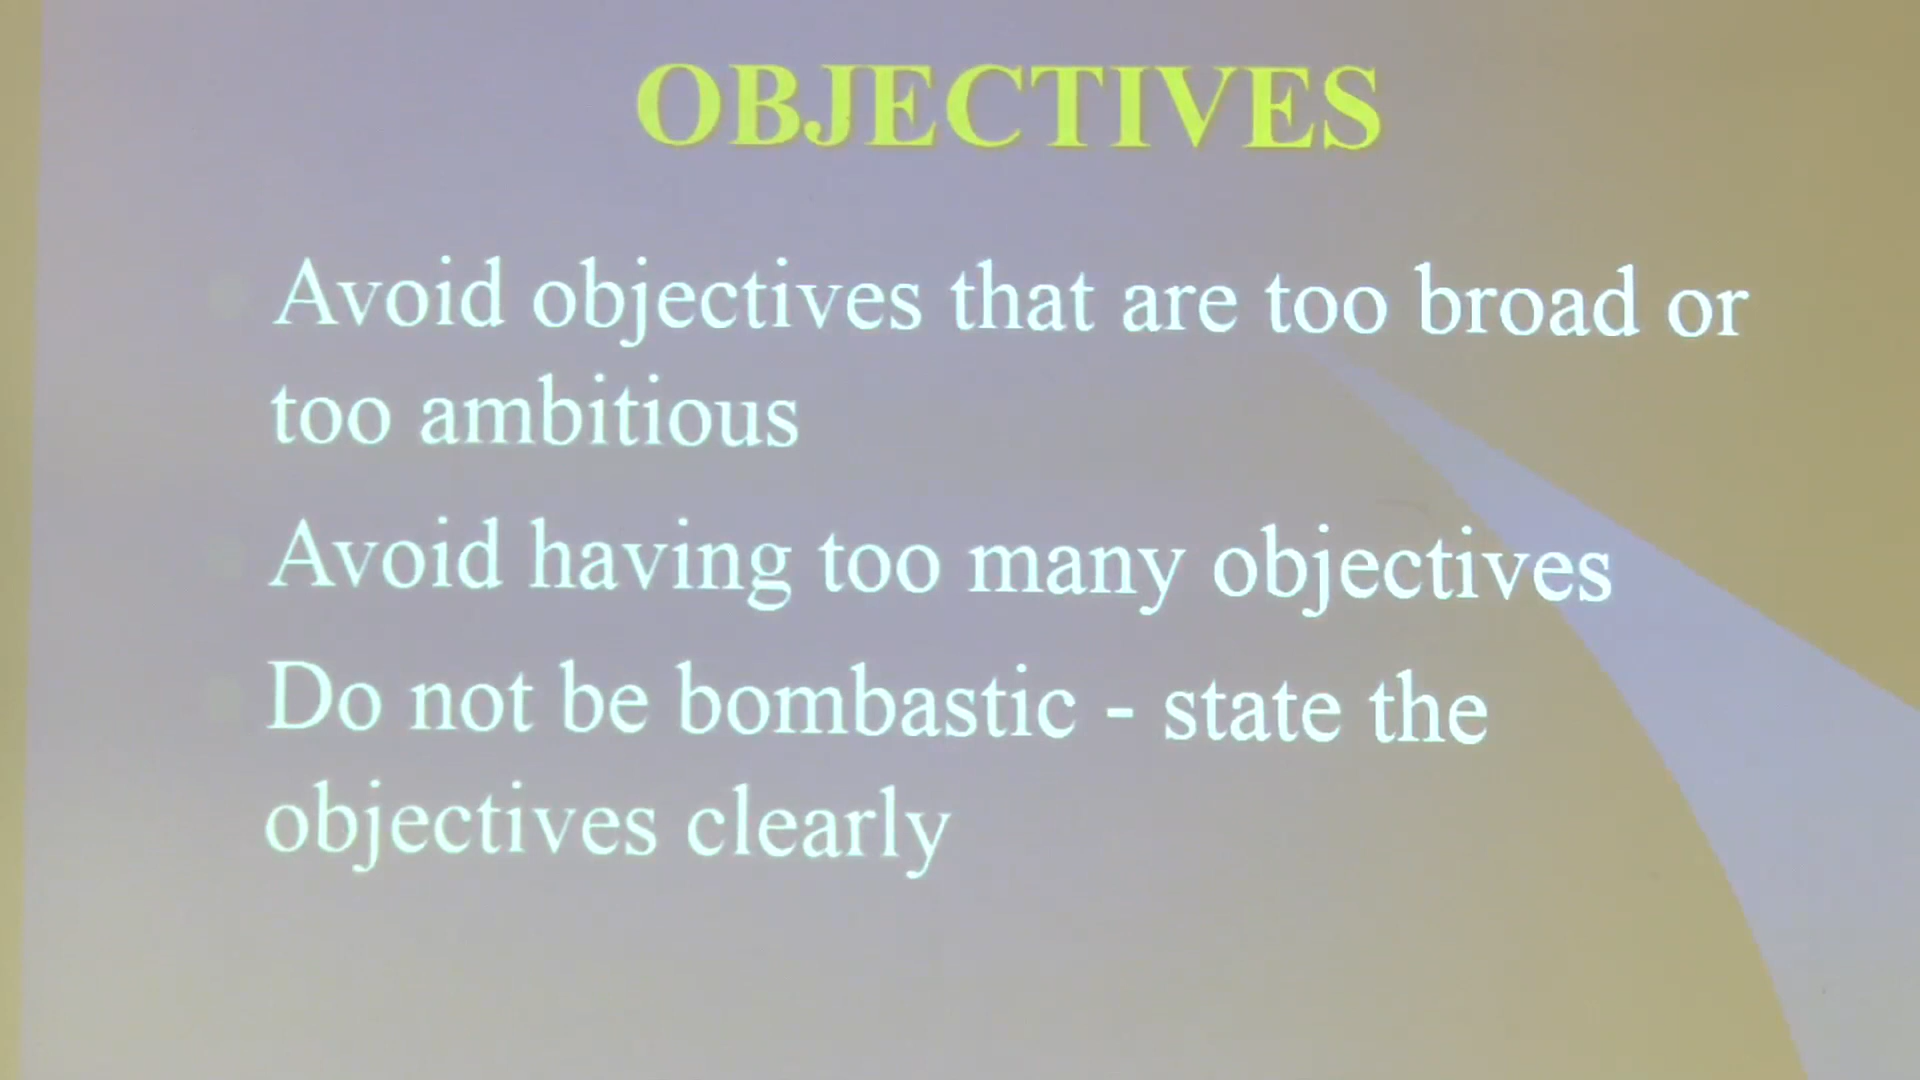 OBJECTIVES
Avoid objectives that are too broad or
too ambitious
Avoid having too many objectives
Do not be bombastic - state the
objectives clearly